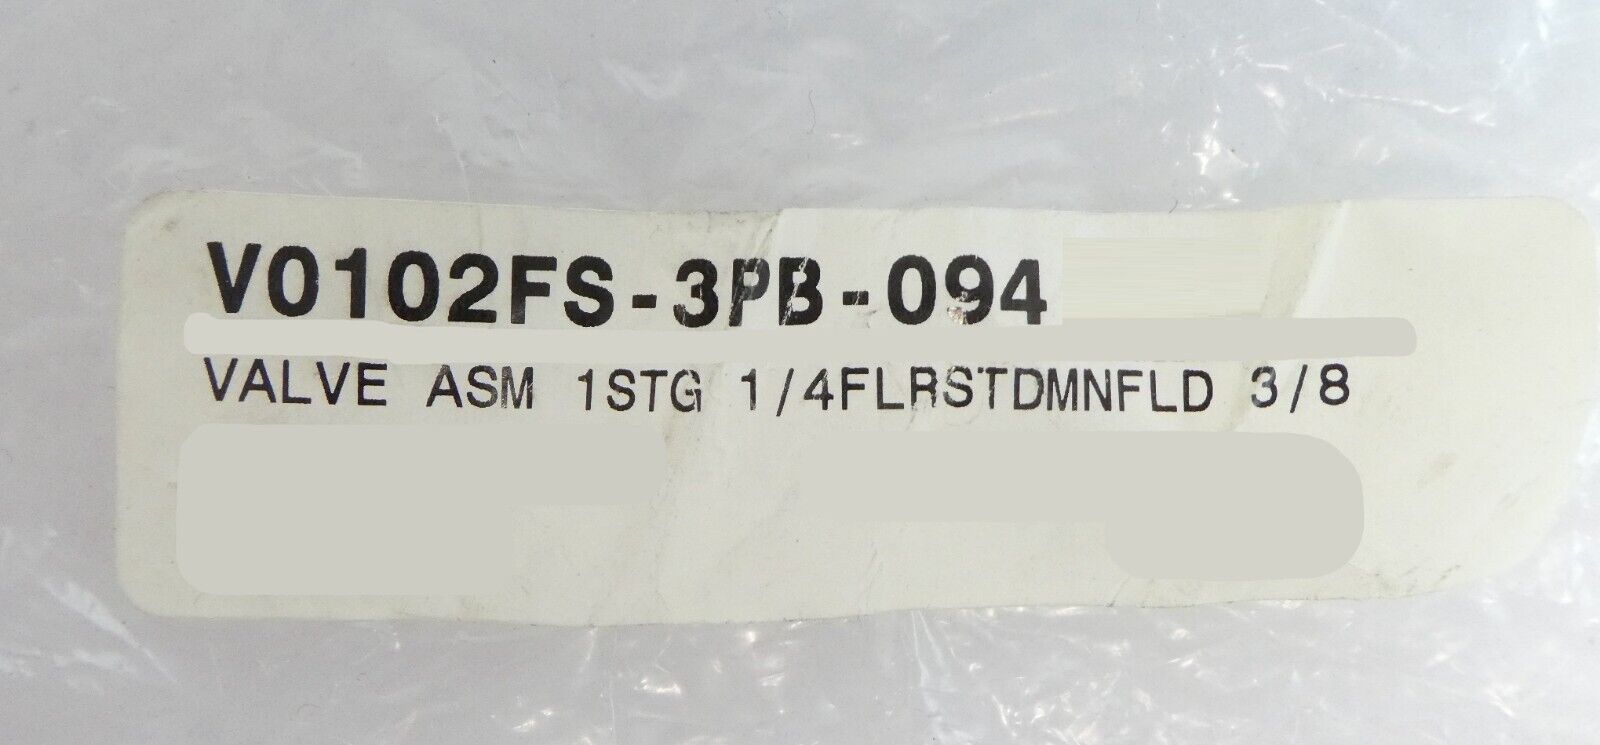 V0102FS-3PB-094
VALVE ASM 1STG 1/4FLRSTDMNFLD 3/8